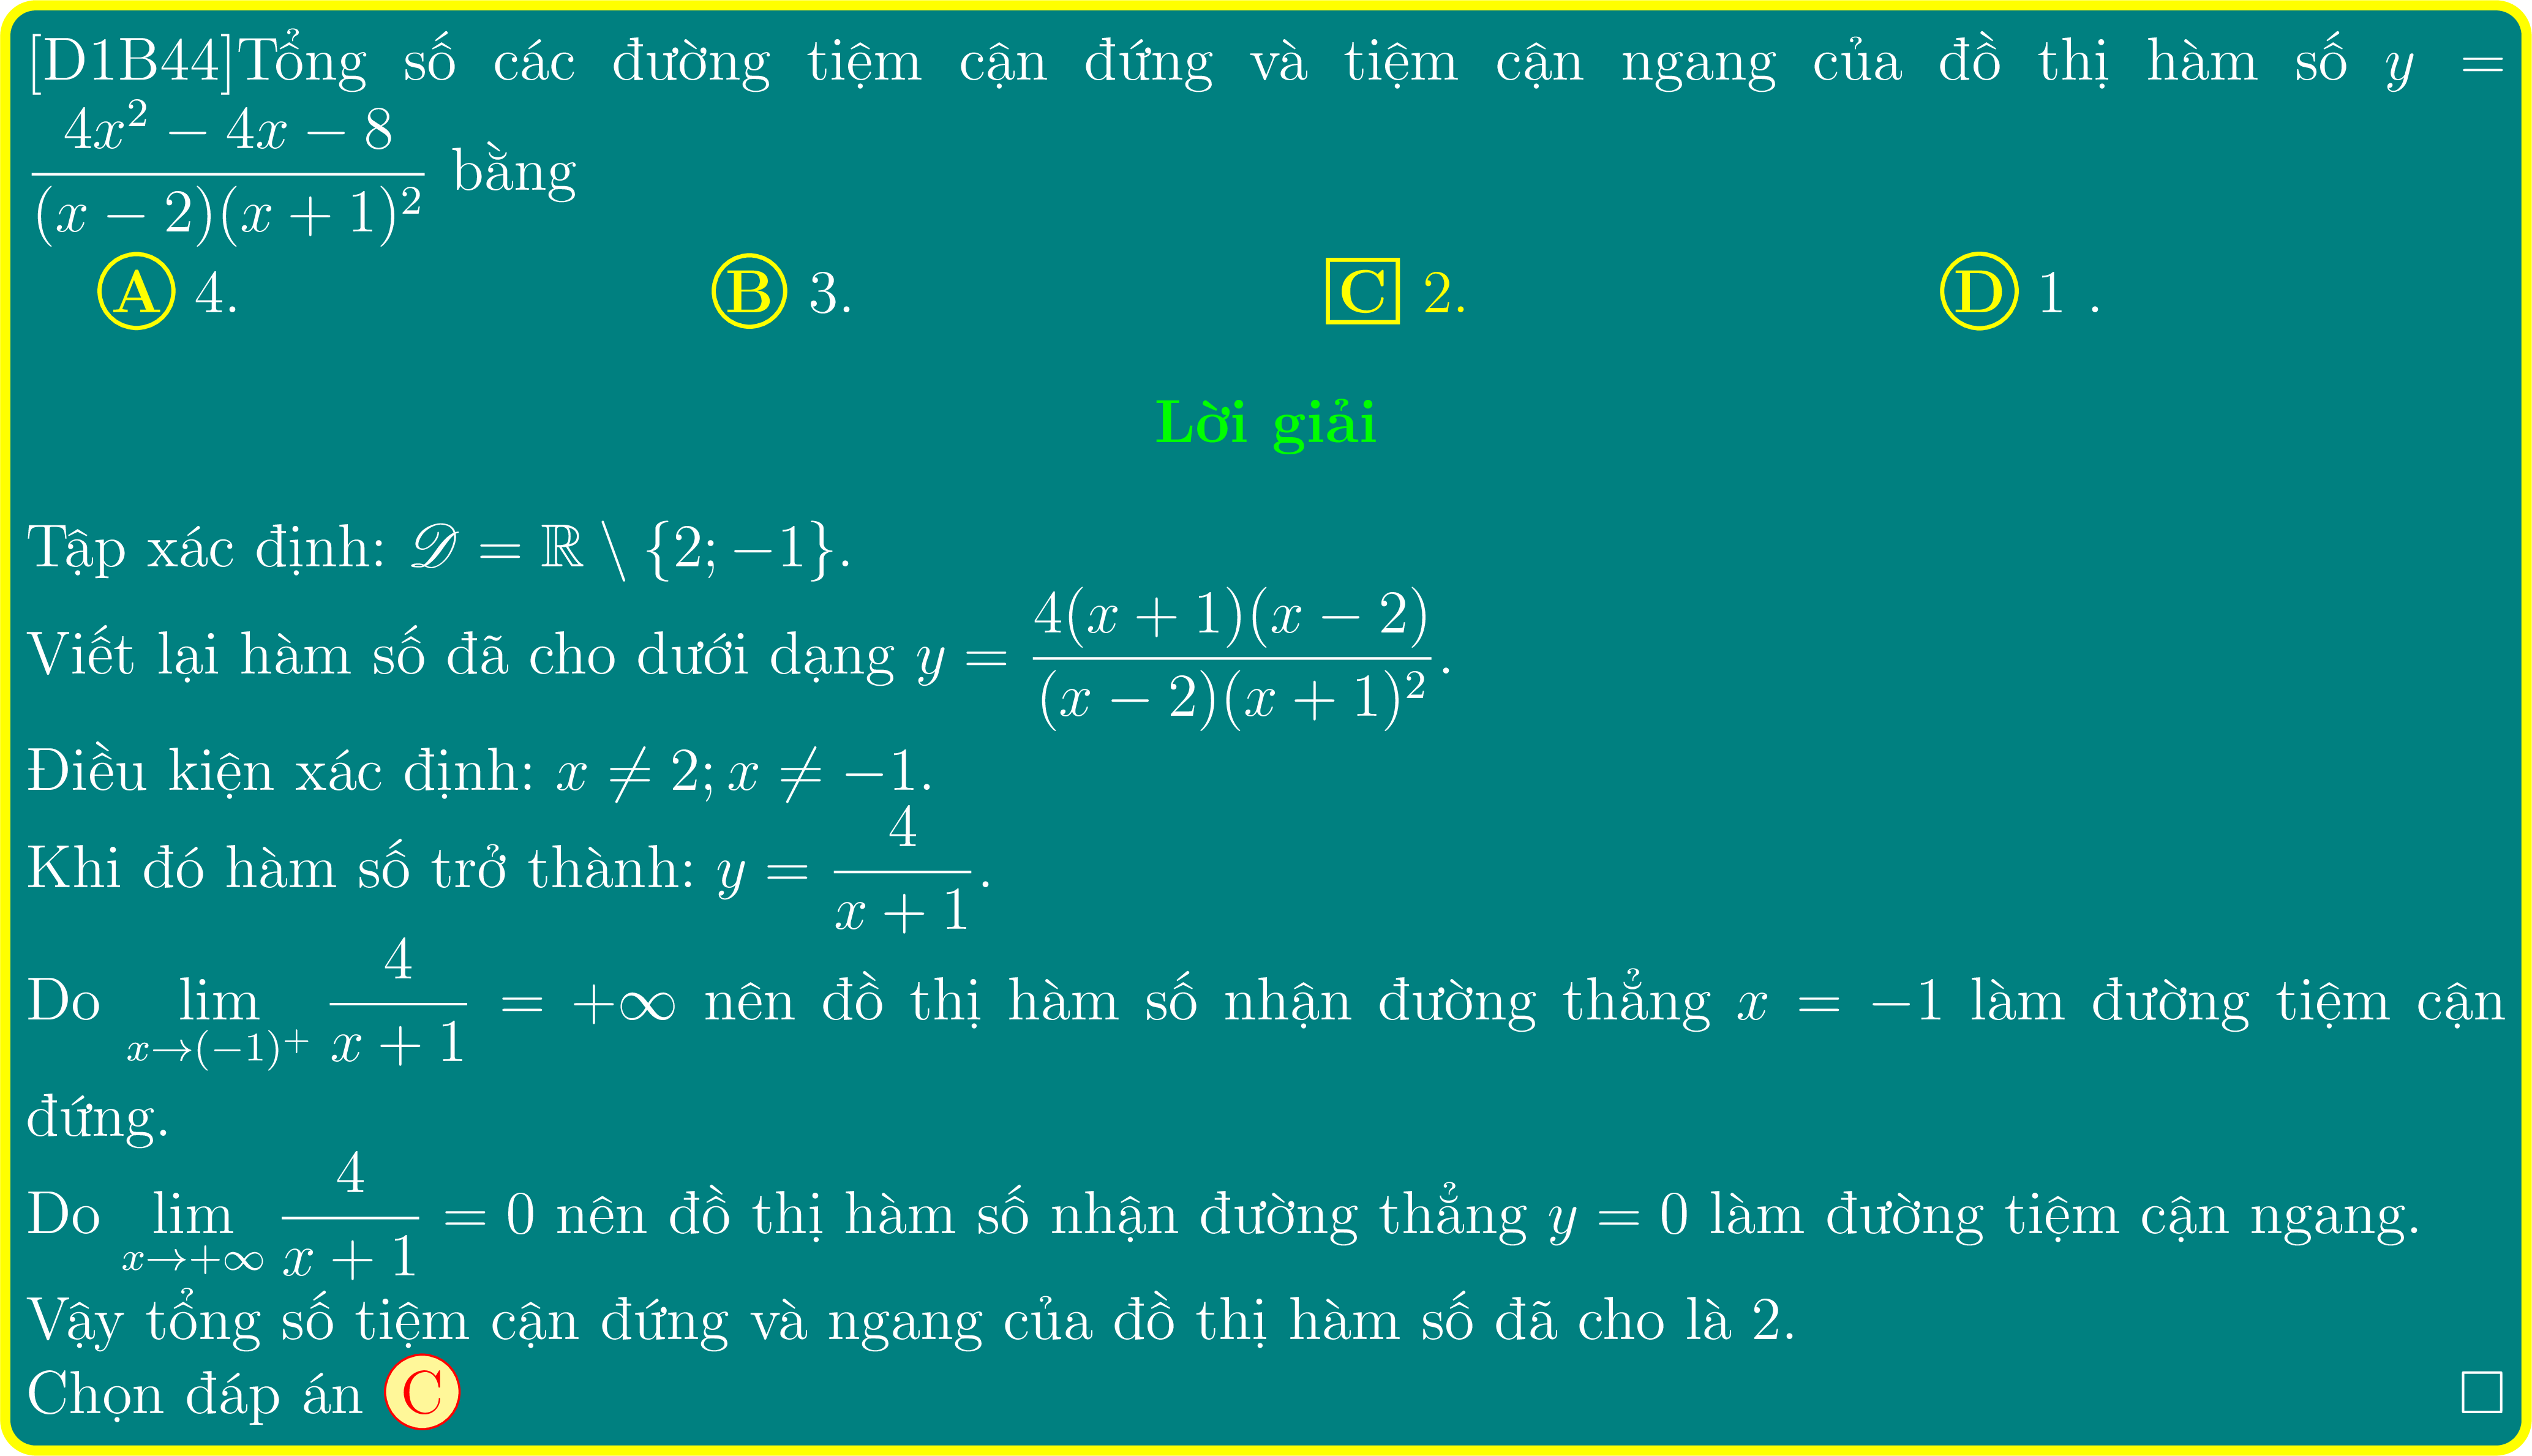 [D1B44]Tổng số các đường tiệm cận đứng và tiệm cận ngang của đồ thị hàm số $y =$
$\dfrac{4x^2 - 4x - 8}{(x - 2)(x + 1)^2}$ bằng
A 4. B 3. C 2. D 1 .
Lời giải
Tập xác định: $\mathscr{D} = \mathbb{R} \setminus \{2; -1\}$.
Viết lại hàm số đã cho dưới dạng $y = \dfrac{4(x + 1)(x - 2)}{(x - 2)(x + 1)^2}$.
Điều kiện xác định: $x \neq 2; x \neq -1$.
Khi đó hàm số trở thành: $y = \dfrac{4}{x + 1}$.
Do $\lim\limits_{x \to (-1)^+} \dfrac{4}{x + 1} = +\infty$ nên đồ thị hàm số nhận đường thẳng $x = -1$ làm đường tiệm cận
đứng.
Do $\lim\limits_{x \to +\infty} \dfrac{4}{x + 1} = 0$ nên đồ thị hàm số nhận đường thẳng $y = 0$ làm đường tiệm cận ngang.
Vậy tổng số tiệm cận đứng và ngang của đồ thị hàm số đã cho là 2.
Chọn đáp án C □